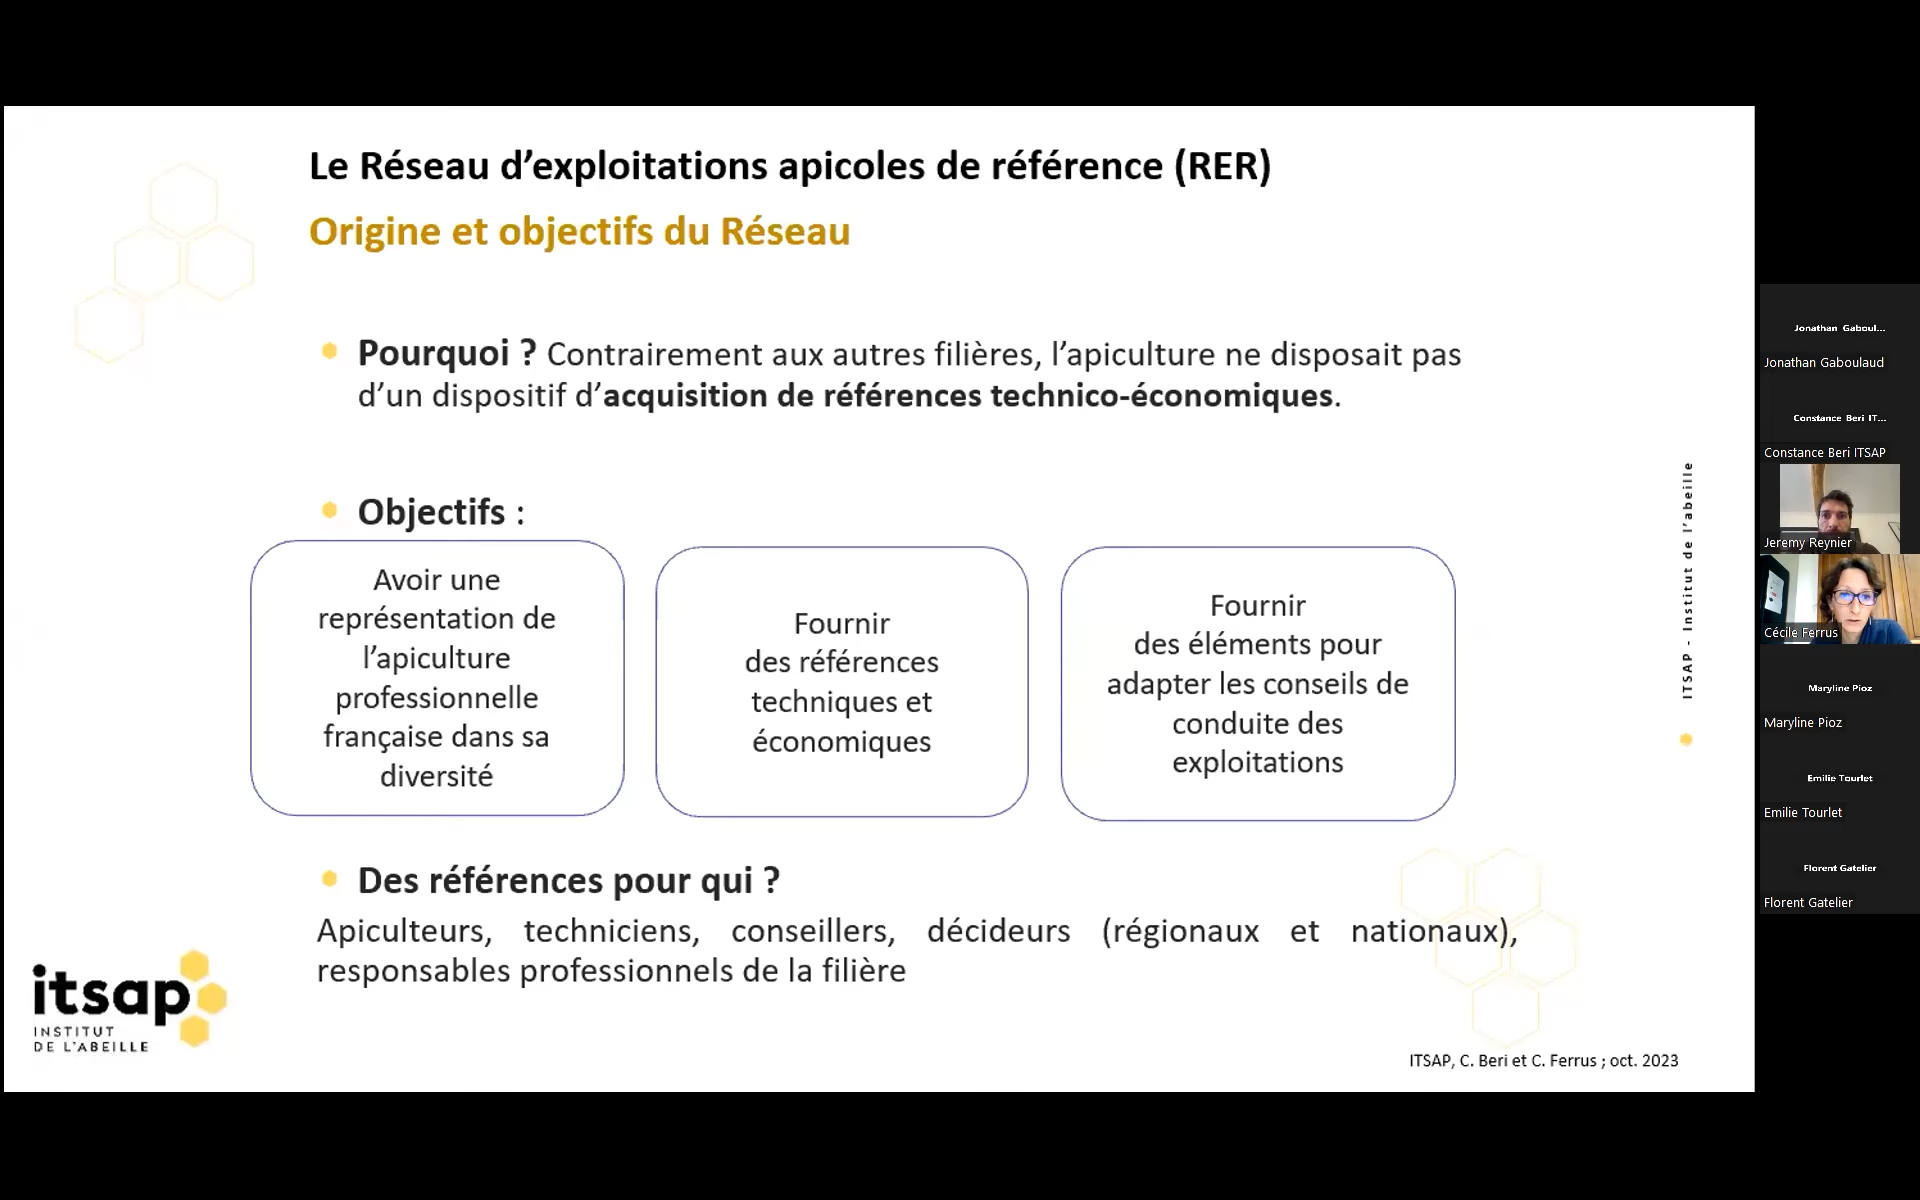 Le Réseau d’exploitations apicoles de référence (RER)
Origine et objectifs du Réseau
Pourquoi ? Contrairement aux autres filières, l’apiculture ne disposait pas
d’un dispositif d’acquisition de références technico-économiques.
Objectifs :
Avoir une
représentation de
l’apiculture
professionnelle
française dans sa
diversité
Fournir
des références
techniques et
économiques
Fournir
des éléments pour
adapter les conseils de
conduite des
exploitations
Des références pour qui ?
Apiculteurs, techniciens, conseillers, décideurs (régionaux et nationaux),
responsables professionnels de la filière
itsap
INSTITUT
DE L’ABEILLE
ITSAP, C. Beri et C. Ferrus ; oct. 2023
ITSAP - Institut de l’abeille
Jonathan Gaboul...
Jonathan Gaboulaud
Constance Beri IT...
Constance Beri ITSAP
Jeremy Reynier
Cécile Ferrus
Maryline Pioz
Maryline Pioz
Emilie Tourlet
Emilie Tourlet
Florent Gatelier
Florent Gatelier